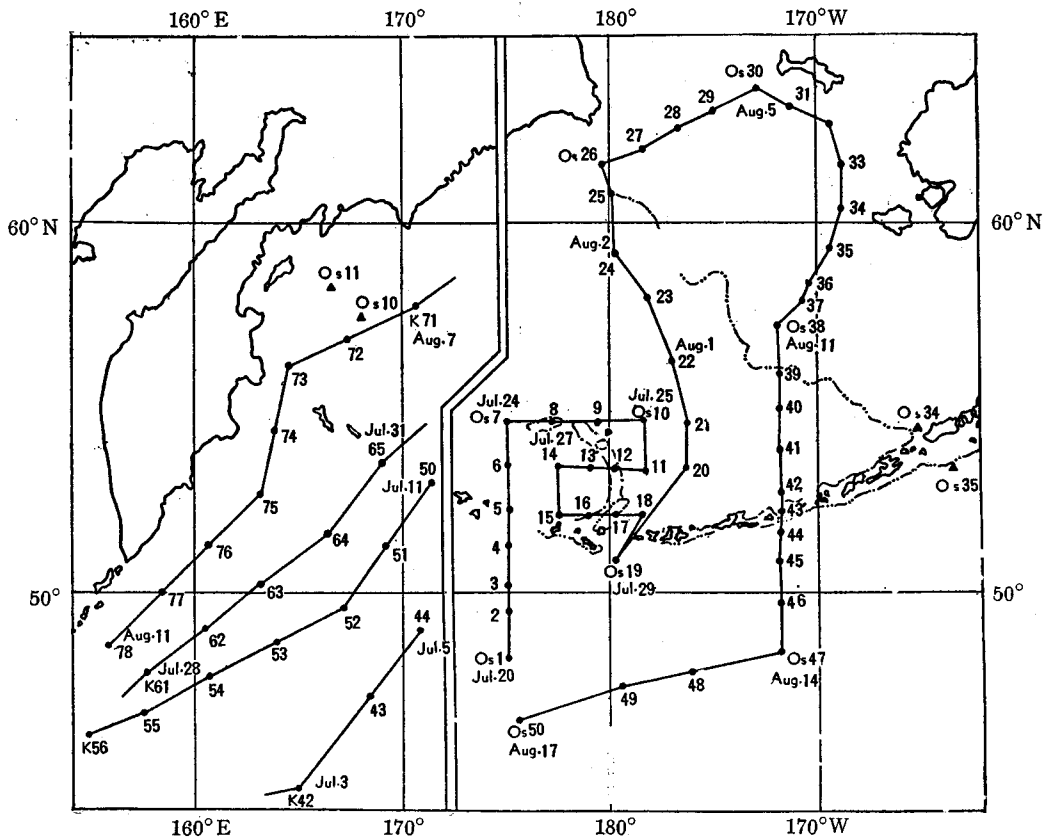 160° E 170° 180° 170° W
Os 30
31
29
Aug. 5
28
27
Os 26
33
25
34
60° N 60° N
Aug. 2
24
35
Os 11
36
23
37
Os 10
K 71
Aug. 7
Os 38
Aug. 11
72
Aug. 1
22
73
39
Jul. 24
Jul. 25
Os 7 8 9 Os 10
40
Os 34
Jul. 31
Jul. 27
21
74
65
41
50
6 14 13 12 11
20
Jul. 11
42
Os 35
75
5
15 16 17 18
43
64
44
76
51
4
Os 19
45
Jul. 29
77
63
3
50° 50°
2
46
52
Aug. 11
78
62
44
53
Jul. 5
Jul. 28
K61
54
Os 1
Jul. 20
Os 47
Aug. 14
48
49
43
55
Os 50
Aug. 17
K56
Jul. 3
K42
160° E 170° 180° 170° W